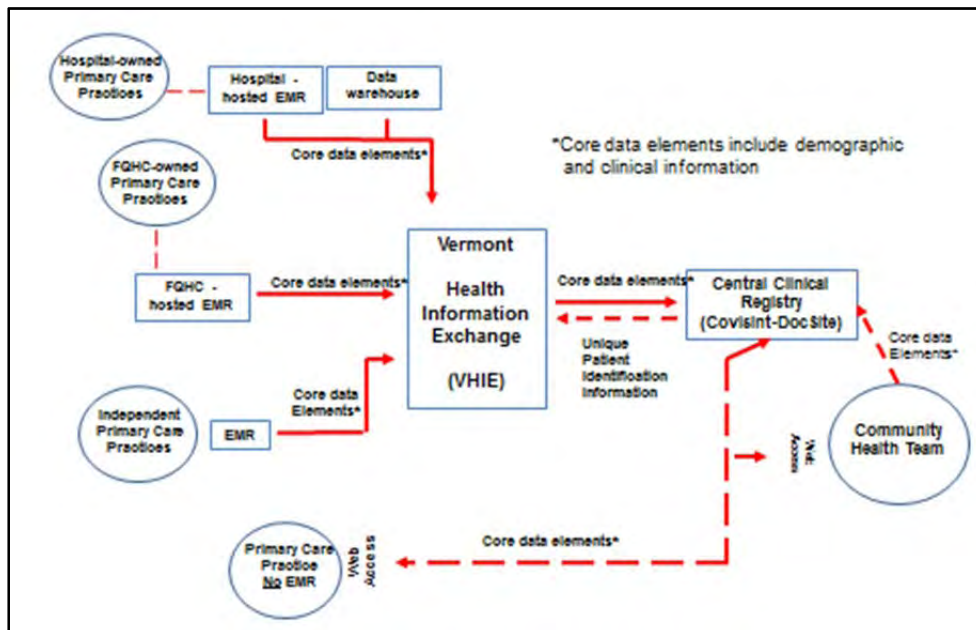 Hospital-owned
Primary Care
Practices
Hospital -
hosted EMR
Data
warehouse
Core data elements*
*Core data elements include demographic
and clinical information
FQHC-owned
Primary Care
Practices
FQHC -
hosted EMR
Core data elements*
Vermont
Health
Information
Exchange
(VHIE)
Core data elements*
Unique
Patient
Identification
Information
Central Clinical
Registry
(Covisint-DocSite)
Core data
Elements*
Independent
Primary Care
Practices
EMR
Core data
Elements*
Web
Access
Community
Health Team
Core data elements*
Primary Care
Practice
No EMR
Web
Access